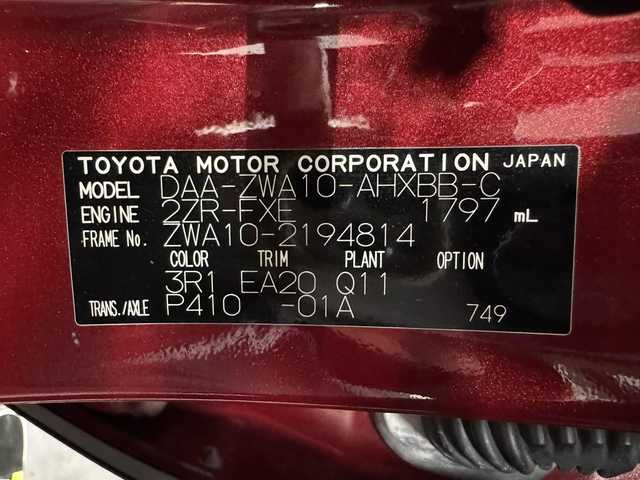 TOYOTA MOTOR CORPORATION JAPAN
MODEL DAA-ZWA10-AHXBB-C
ENGINE 2ZR-FXE 1797 mL
FRAME No. ZWA10-2194814
COLOR TRIM PLANT OPTION
3R1 EA20 Q11
TRANS./AXLE P410 -01A 749